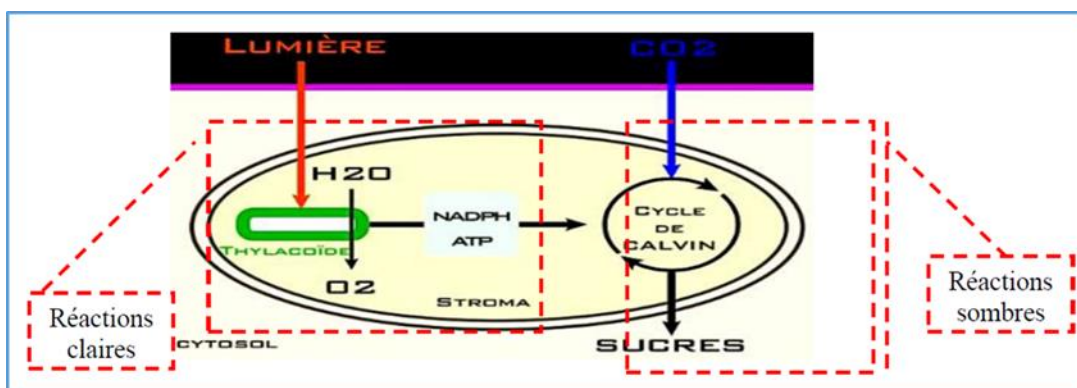 LUMIÈRE
CO2
H2O
NADPH
ATP
CYCLE
DE
CALVIN
THYLACOÏDE
O2
STROMA
Réactions
claires
Réactions
sombres
CYTOSOL
SUCRES